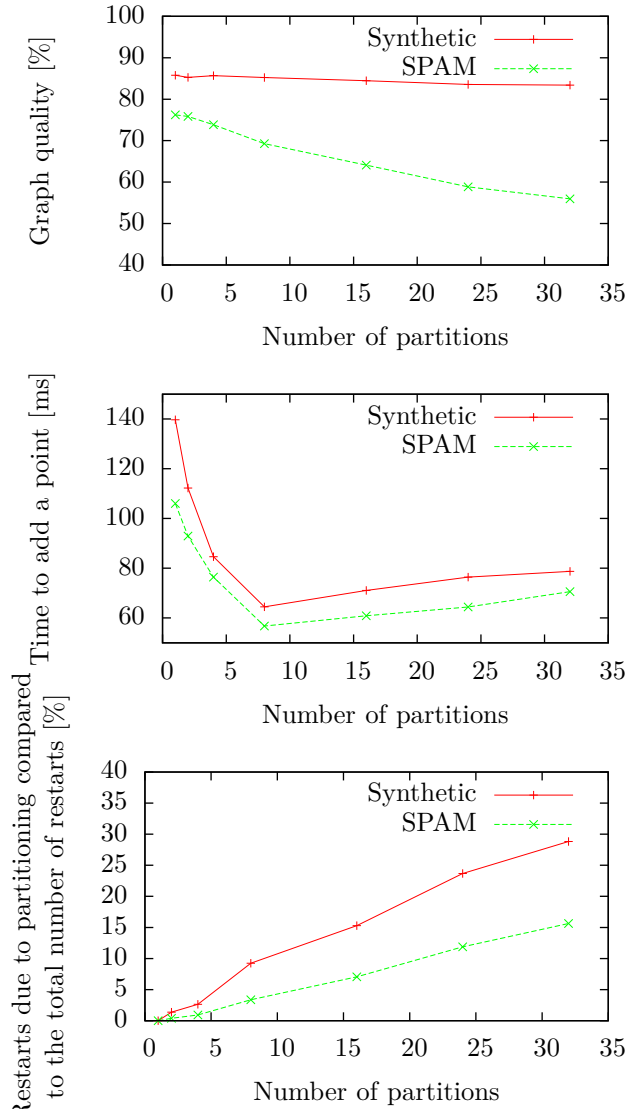 Graph quality [%]
100
90
80
70
60
50
40
0 5 10 15 20 25 30 35
Number of partitions
Synthetic
SPAM
Time to add a point [ms]
140
120
100
80
60
0 5 10 15 20 25 30 35
Number of partitions
Synthetic
SPAM
Restarts due to partitioning compared
to the total number of restarts [%]
40
35
30
25
20
15
10
5
0
0 5 10 15 20 25 30 35
Number of partitions
Synthetic
SPAM